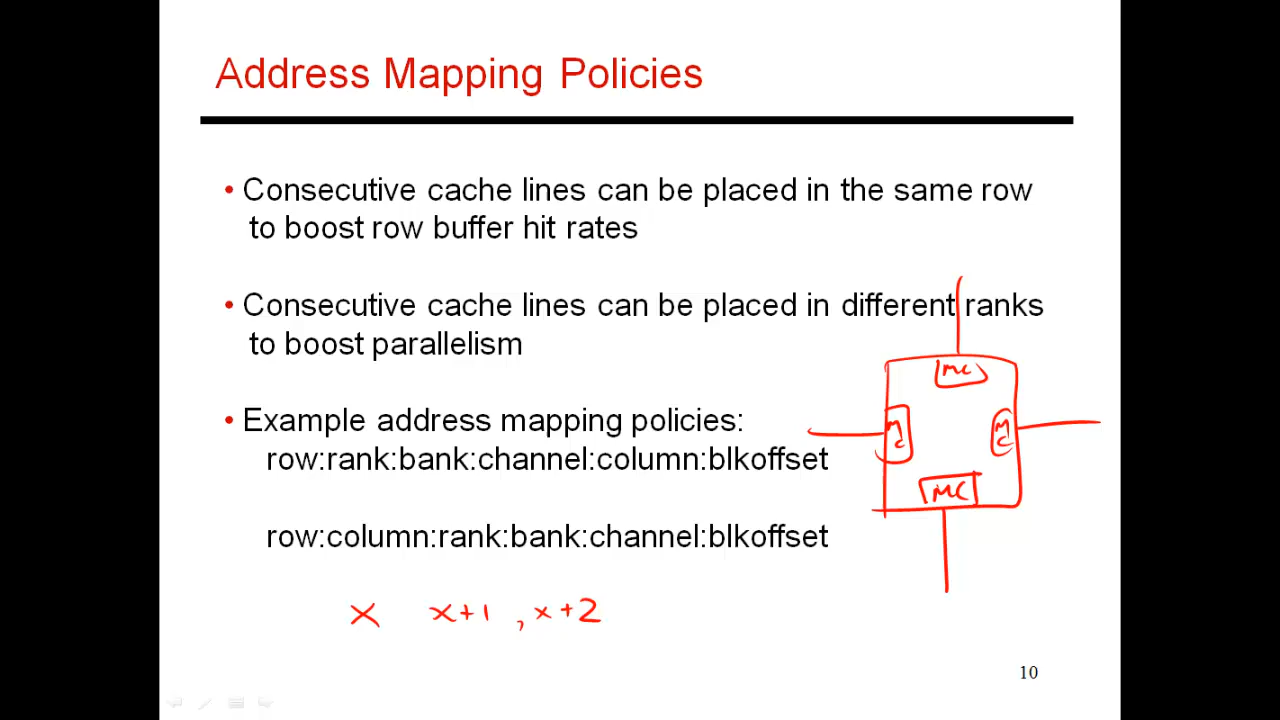 Address Mapping Policies
• Consecutive cache lines can be placed in the same row
to boost row buffer hit rates
• Consecutive cache lines can be placed in different ranks
to boost parallelism
• Example address mapping policies:
row:rank:bank:channel:column:blkoffset
row:column:rank:bank:channel:blkoffset
MC
MC
MC
MC
x x+1 , x+2
10